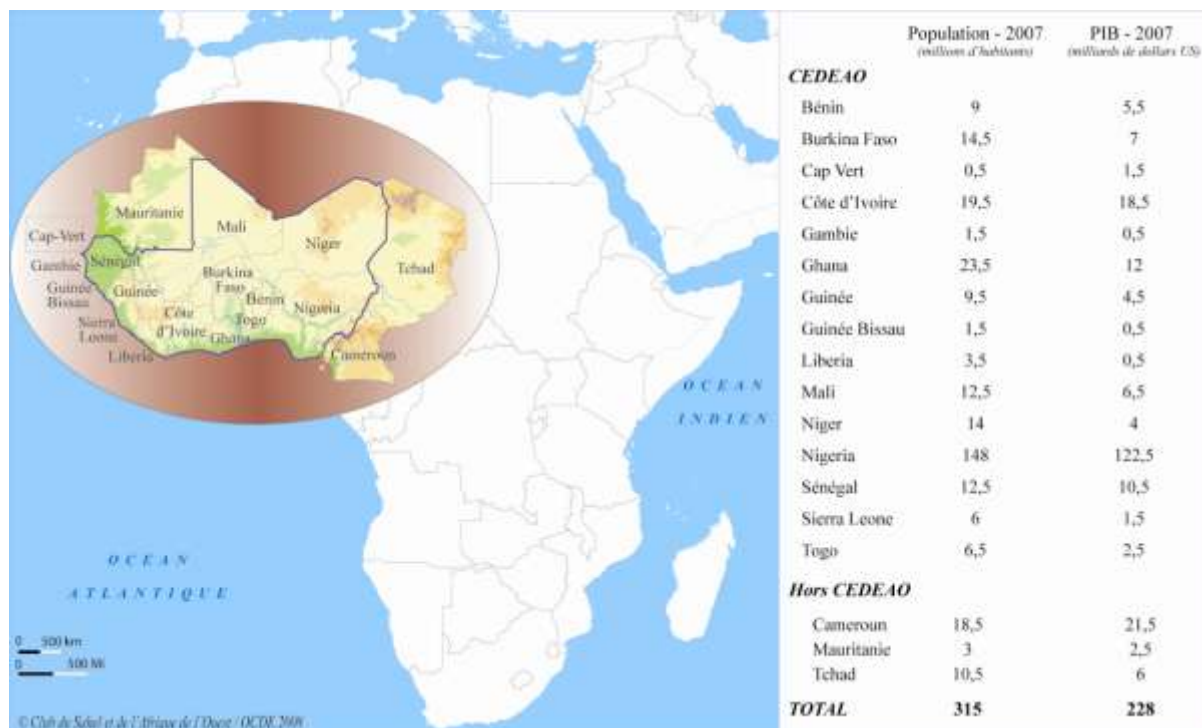 Mauritanie
Mali
Niger
Tchad
Cap-Vert
Sénégal
Gambie
Guinée
Bissau
Guinée
Burkina
Faso
Bénin
Nigeria
Togo
Côte
d'Ivoire
Ghana
Sierra
Leone
Liberia
Cameroun
OCEAN
INDIEN
OCEAN
ATLANTIQUE
0 500 km
0 500 Mi
© Club du Sahel et de l'Afrique de l'Ouest / OCDE 2008
Population - 2007 PIB - 2007
(millions d'habitants) (milliards de dollars US)
CEDEAO
Bénin 9 5,5
Burkina Faso 14,5 7
Cap Vert 0,5 1,5
Côte d'Ivoire 19,5 18,5
Gambie 1,5 0,5
Ghana 23,5 12
Guinée 9,5 4,5
Guinée Bissau 1,5 0,5
Liberia 3,5 0,5
Mali 12,5 6,5
Niger 14 4
Nigeria 148 122,5
Sénégal 12,5 10,5
Sierra Leone 6 1,5
Togo 6,5 2,5
Hors CEDEAO
Cameroun 18,5 21,5
Mauritanie 3 2,5
Tchad 10,5 6
TOTAL 315 228